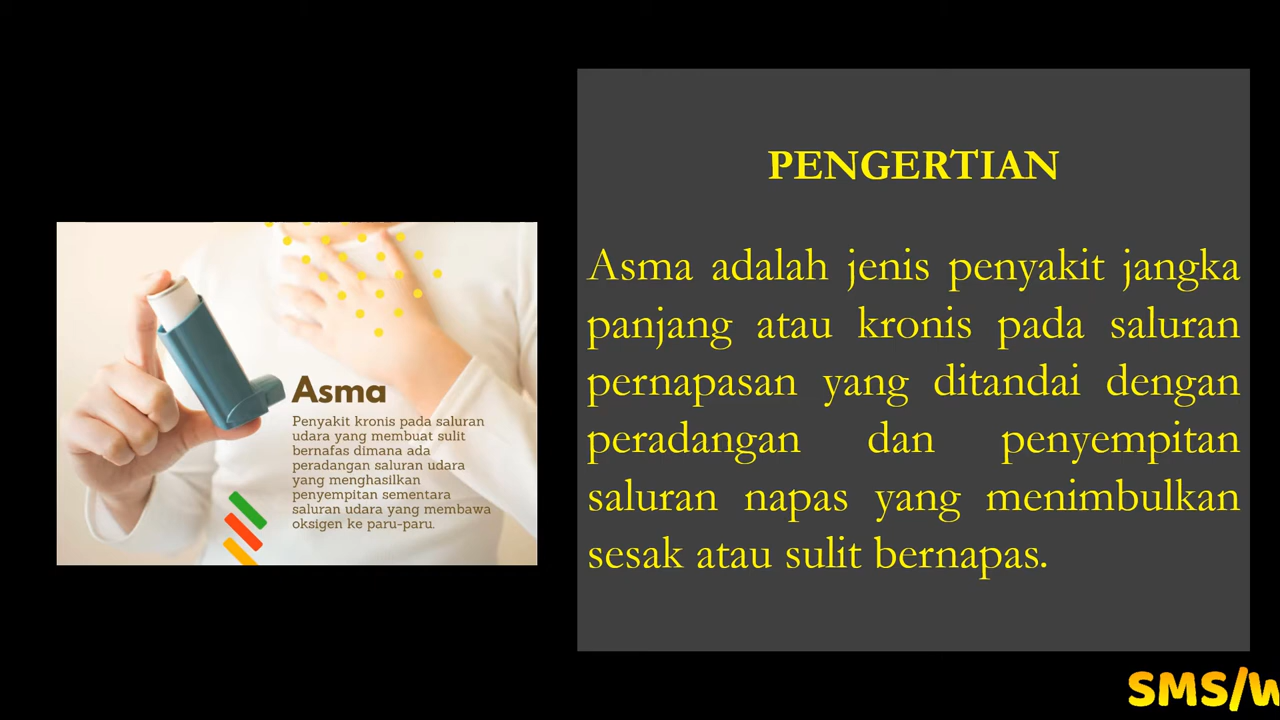 Asma
Penyakit kronis pada saluran
udara yang membuat sulit
bernafas dimana ada
peradangan saluran udara
yang menghasilkan
penyempitan sementara
saluran udara yang membawa
oksigen ke paru-paru.
PENGERTIAN
Asma adalah jenis penyakit jangka
panjang atau kronis pada saluran
pernapasan yang ditandai dengan
peradangan dan penyempitan
saluran napas yang menimbulkan
sesak atau sulit bernapas.
SMS/